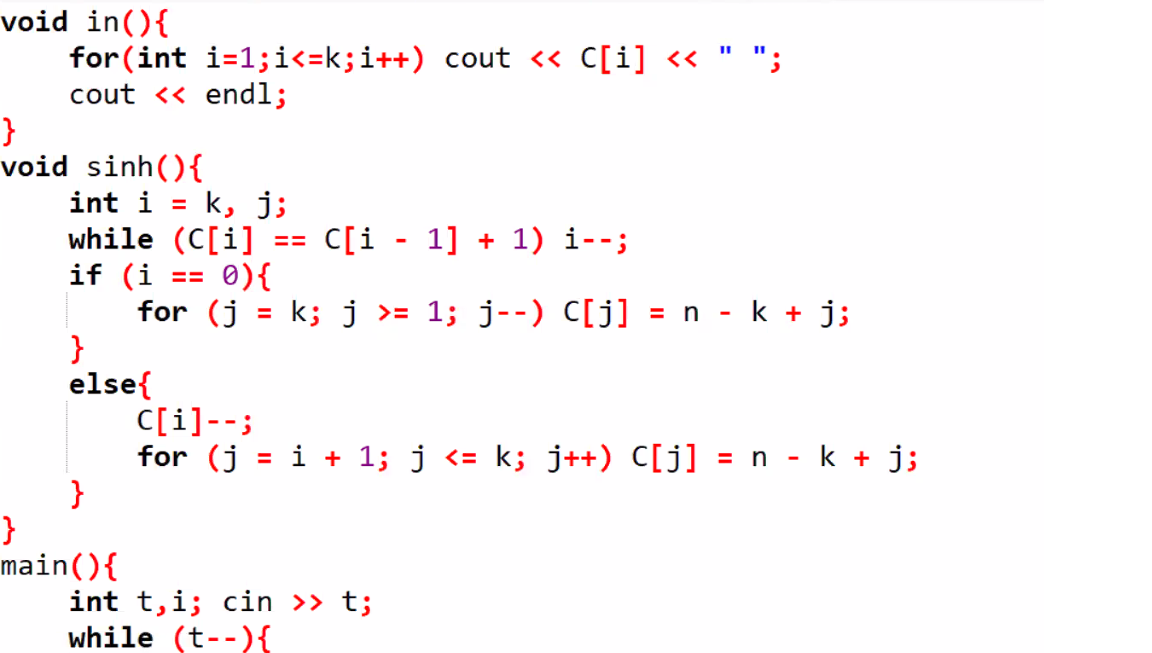 void in(){
    for(int i=1;i<=k;i++) cout << C[i] << " ";
    cout << endl;
}
void sinh(){
    int i = k, j;
    while (C[i] == C[i - 1] + 1) i--;
    if (i == 0){
        for (j = k; j >= 1; j--) C[j] = n - k + j;
    }
    else{
        C[i]--;
        for (j = i + 1; j <= k; j++) C[j] = n - k + j;
    }
}
main(){
    int t,i; cin >> t;
    while (t--){